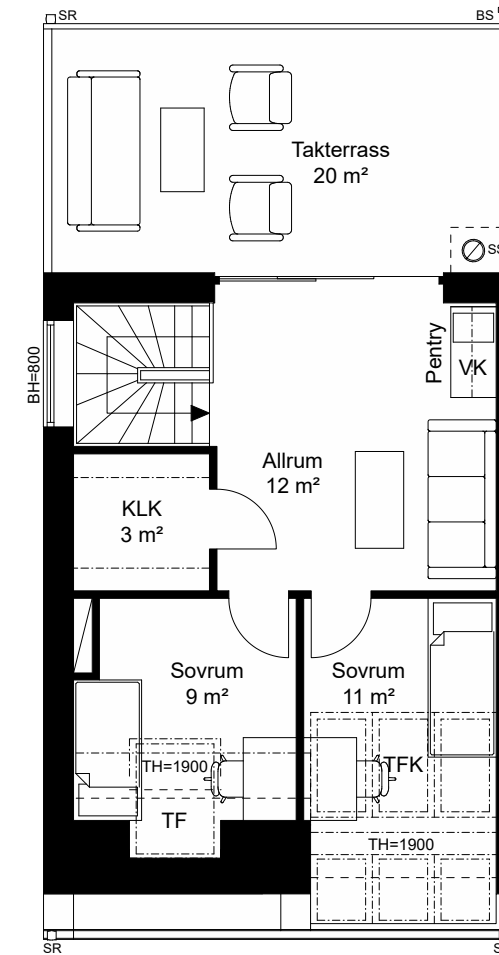 SR
BS
Takterrass
20 m²
BH=800
Pentry
VK
Allrum
12 m²
KLK
3 m²
Sovrum
9 m²
Sovrum
11 m²
TH=1900
TFK
TF
TH=1900
SR